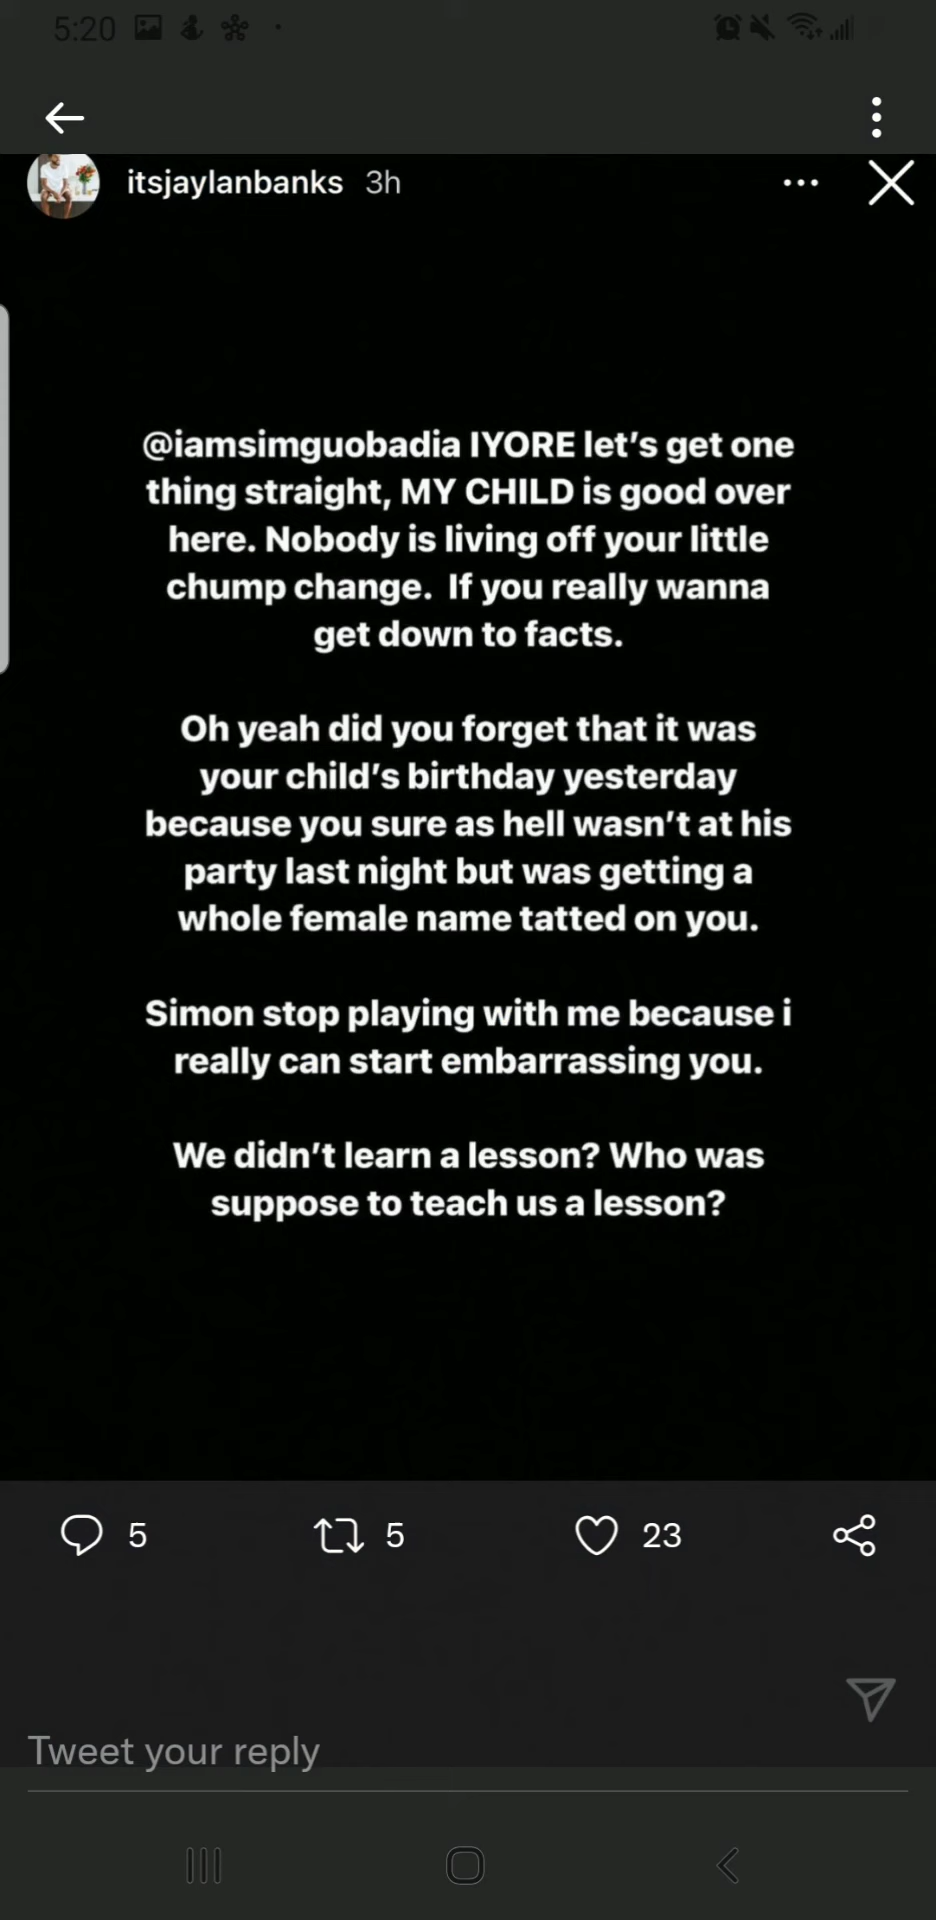 5:20
itsjaylanbanks 3h
@iamsimguobadia IYORE let's get one
thing straight, MY CHILD is good over
here. Nobody is living off your little
chump change.  If you really wanna
get down to facts.
Oh yeah did you forget that it was
your child's birthday yesterday
because you sure as hell wasn't at his
party last night but was getting a
whole female name tatted on you.
Simon stop playing with me because i
really can start embarrassing you.
We didn't learn a lesson? Who was
suppose to teach us a lesson?
5 5 23
Tweet your reply